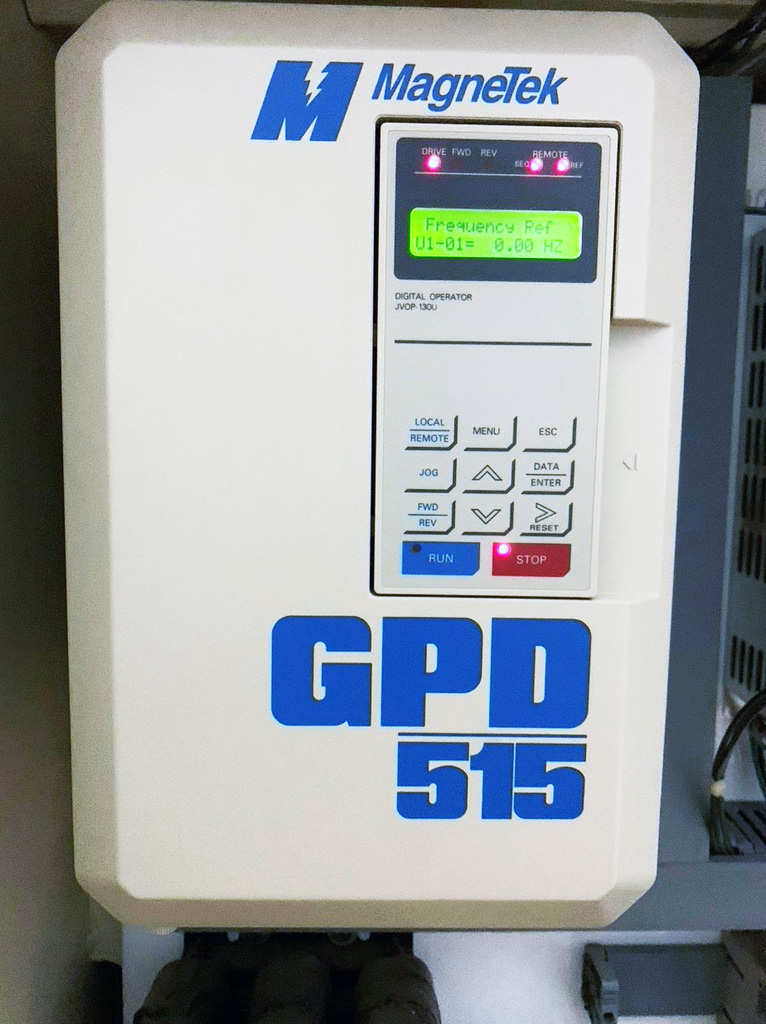 MagneTek
DRIVE FWD REV REMOTE
SEQ REF
Frequency Ref
U1-01= 0.00 HZ
DIGITAL OPERATOR
JVOP-130U
LOCAL
REMOTE
MENU
ESC
JOG
DATA
ENTER
FWD
REV
RESET
RUN
STOP
GPD
515